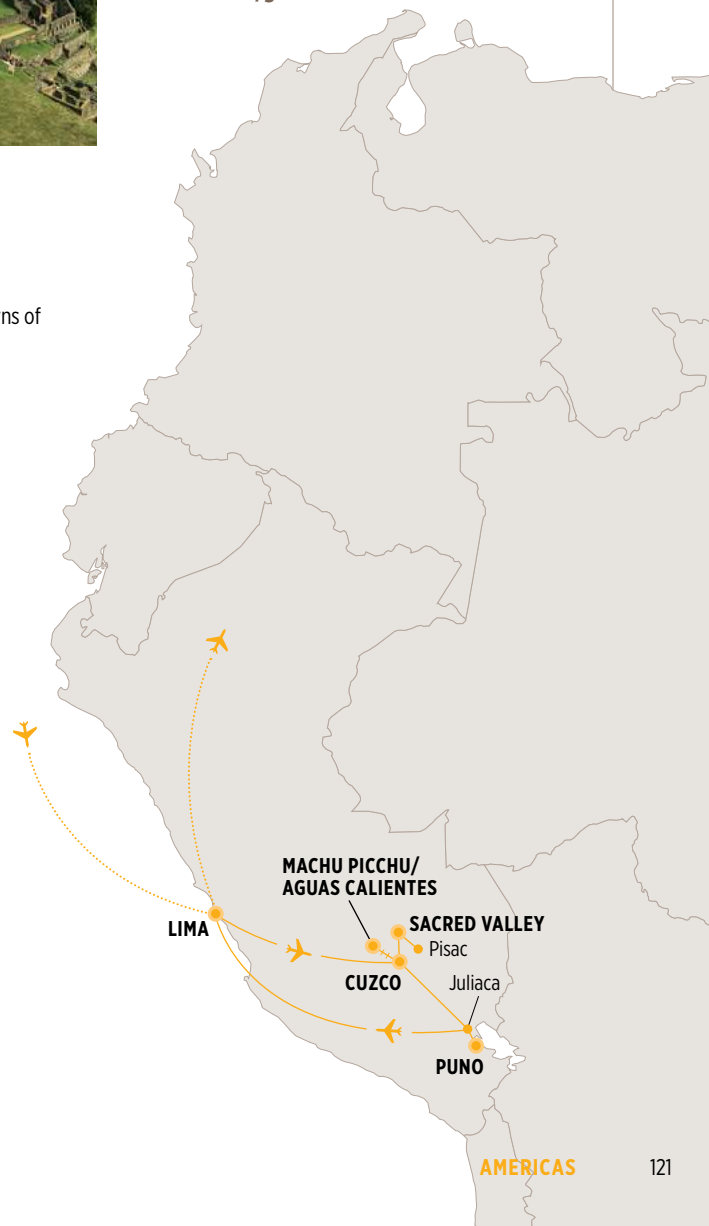 ns of
MACHU PICCHU/
AGUAS CALIENTES
SACRED VALLEY
LIMA
Pisac
CUZCO
Juliaca
PUNO
AMERICAS 121